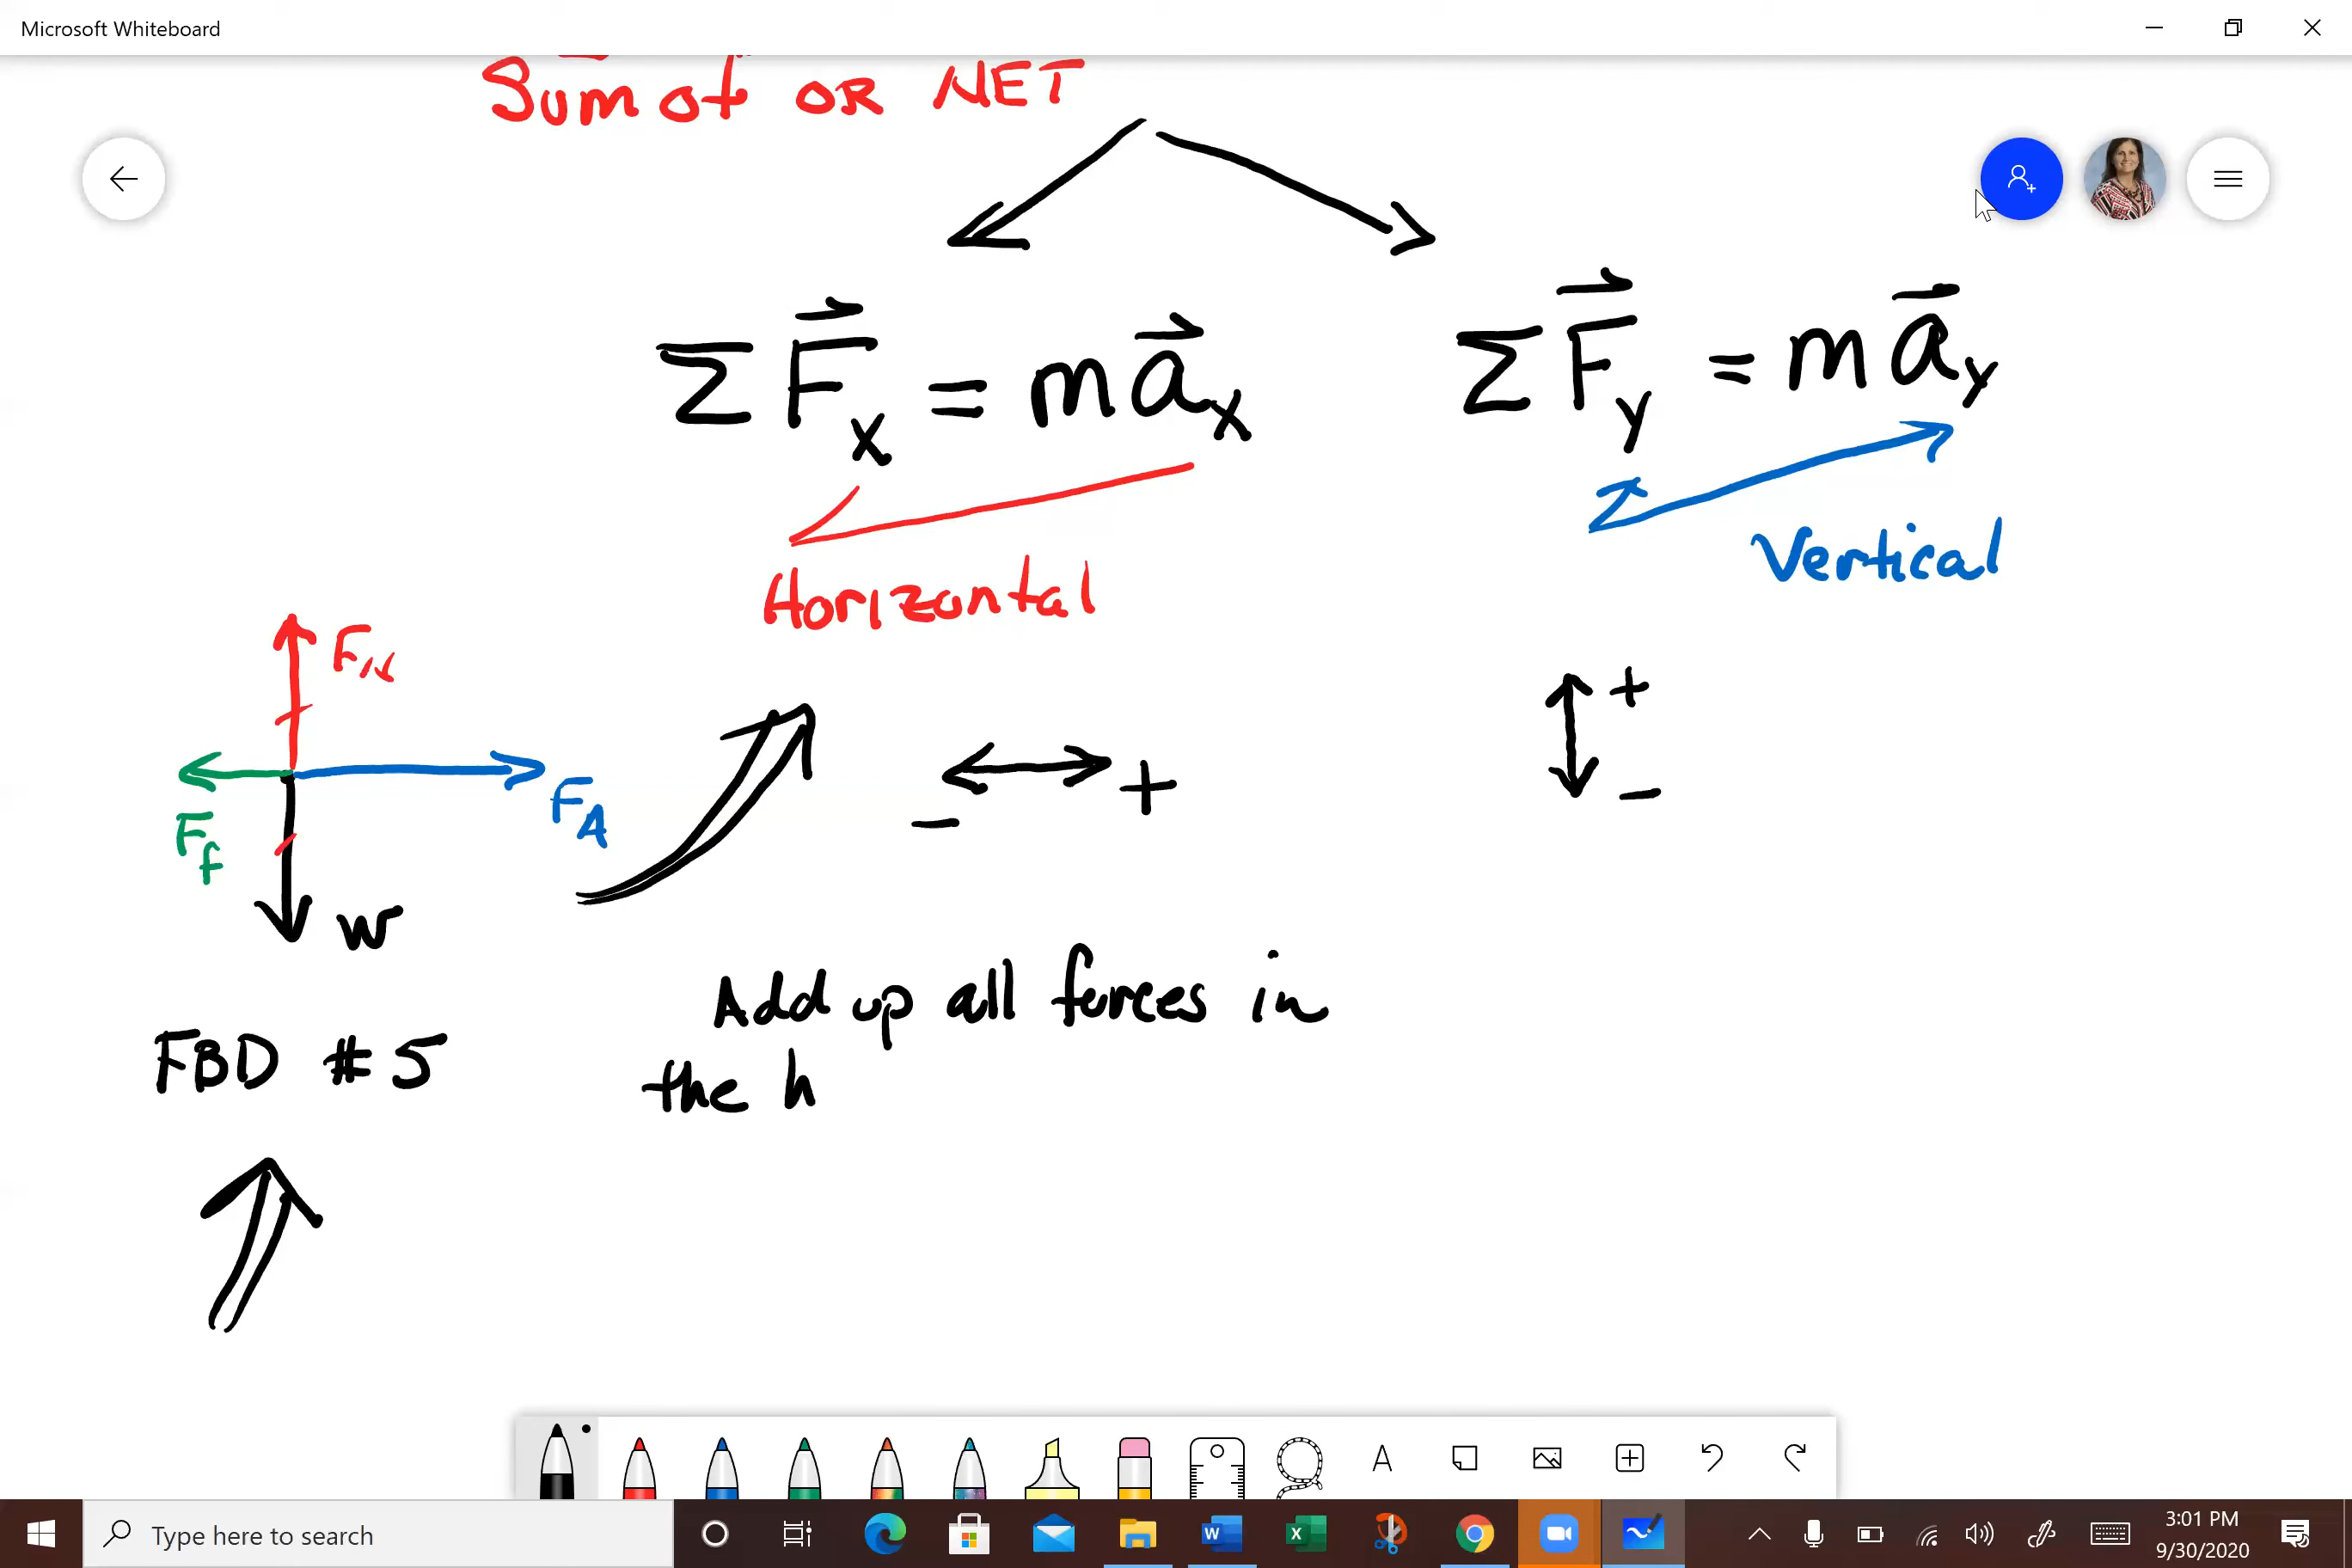 Microsoft Whiteboard
Sum of OR NET
ΣF⃗x = ma⃗x
ΣF⃗y = ma⃗y
Horizontal
Vertical
FN
+
−
FA
− +
Ff
W
Add up all forces in
the h
FBD #5
A
Type here to search
3:01 PM
9/30/2020